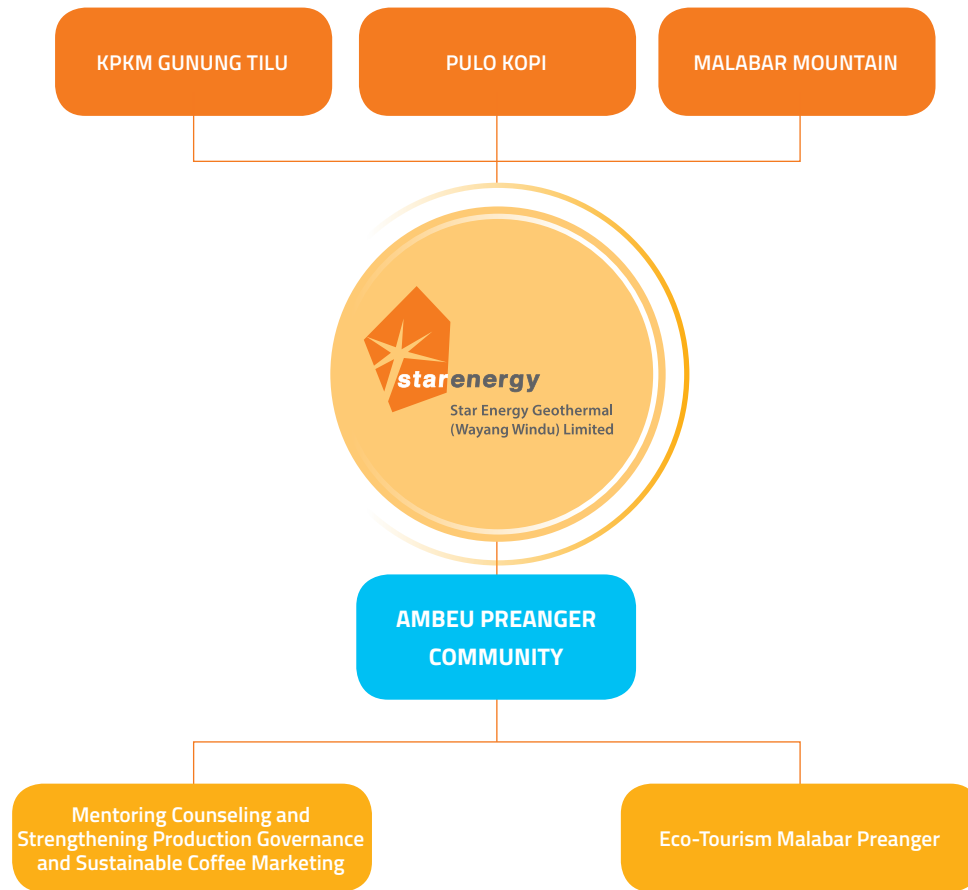 KPKM GUNUNG TILU
PULO KOPI
MALABAR MOUNTAIN
starenergy
Star Energy Geothermal
(Wayang Windu) Limited
AMBEU PREANGER
COMMUNITY
Mentoring Counseling and
Strengthening Production Governance
and Sustainable Coffee Marketing
Eco-Tourism Malabar Preanger